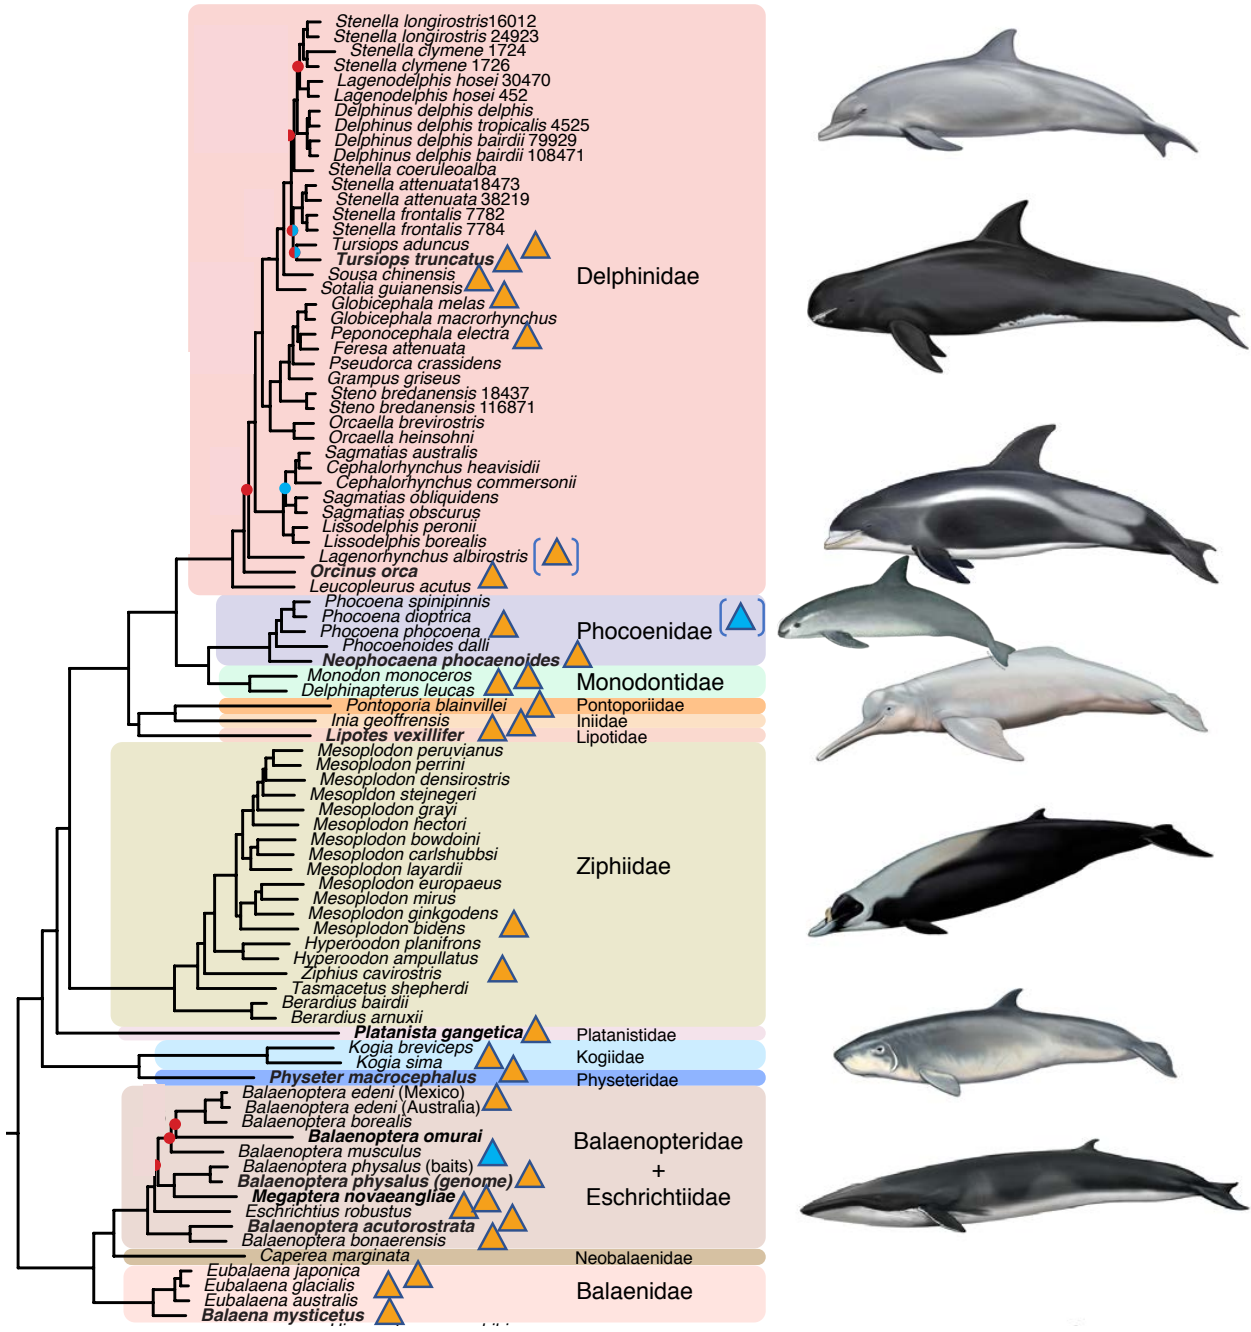 Stenella longirostris16012
Stenella longirostris 24923
Stenella clymene 1724
Stenella clymene 1726
Lagenodelphis hosei 30470
Lagenodelphis hosei 452
Delphinus delphis delphis
Delphinus delphis tropicalis 4525
Delphinus delphis bairdii 79929
Delphinus delphis bairdii 108471
Stenella coeruleoalba
Stenella attenuata18473
Stenella attenuata 38219
Stenella frontalis 7782
Stenella frontalis 7784
Tursiops aduncus
Tursiops truncatus
Sousa chinensis
Delphinidae
Sotalia guianensis
Globicephala melas
Globicephala macrorhynchus
Peponocephala electra
Feresa attenuata
Pseudorca crassidens
Grampus griseus
Steno bredanensis 18437
Steno bredanensis 116871
Orcaella brevirostris
Orcaella heinsohni
Sagmatias australis
Cephalorhynchus heavisidii
Cephalorhynchus commersonii
Sagmatias obliquidens
Sagmatias obscurus
Lissodelphis peronii
Lissodelphis borealis
Lagenorhynchus albirostris
Orcinus orca
Leucopleurus acutus
Phocoena spinipinnis
Phocoena dioptrica
Phocoena phocoena
Phocoenidae
Phocoenoides dalli
Neophocaena phocaenoides
Monodon monoceros
Monodontidae
Delphinapterus leucas
Pontoporia blainvillei
Pontoporiidae
Inia geoffrensis
Iniidae
Lipotes vexillifer
Lipotidae
Mesoplodon peruvianus
Mesoplodon perrini
Mesoplodon densirostris
Mesopldon stejnegeri
Mesoplodon grayi
Mesoplodon hectori
Mesoplodon bowdoini
Mesoplodon carlshubbsi
Mesoplodon layardii
Ziphiidae
Mesoplodon europaeus
Mesoplodon mirus
Mesoplodon ginkgodens
Mesoplodon bidens
Hyperoodon planifrons
Hyperoodon ampullatus
Ziphius cavirostris
Tasmacetus shepherdi
Berardius bairdii
Berardius arnuxii
Platanista gangetica
Platanistidae
Kogia breviceps
Kogiidae
Kogia sima
Physeter macrocephalus
Physeteridae
Balaenoptera edeni (Mexico)
Balaenoptera edeni (Australia)
Balaenoptera borealis
Balaenoptera omurai
Balaenopteridae
+
Eschrichtiidae
Balaenoptera musculus
Balaenoptera physalus (baits)
Balaenoptera physalus (genome)
Megaptera novaeangliae
Eschrichtius robustus
Balaenoptera acutorostrata
Balaenoptera bonaerensis
Caperea marginata
Neobalaenidae
Eubalaena japonica
Eubalaena glacialis
Balaenidae
Eubalaena australis
Balaena mysticetus